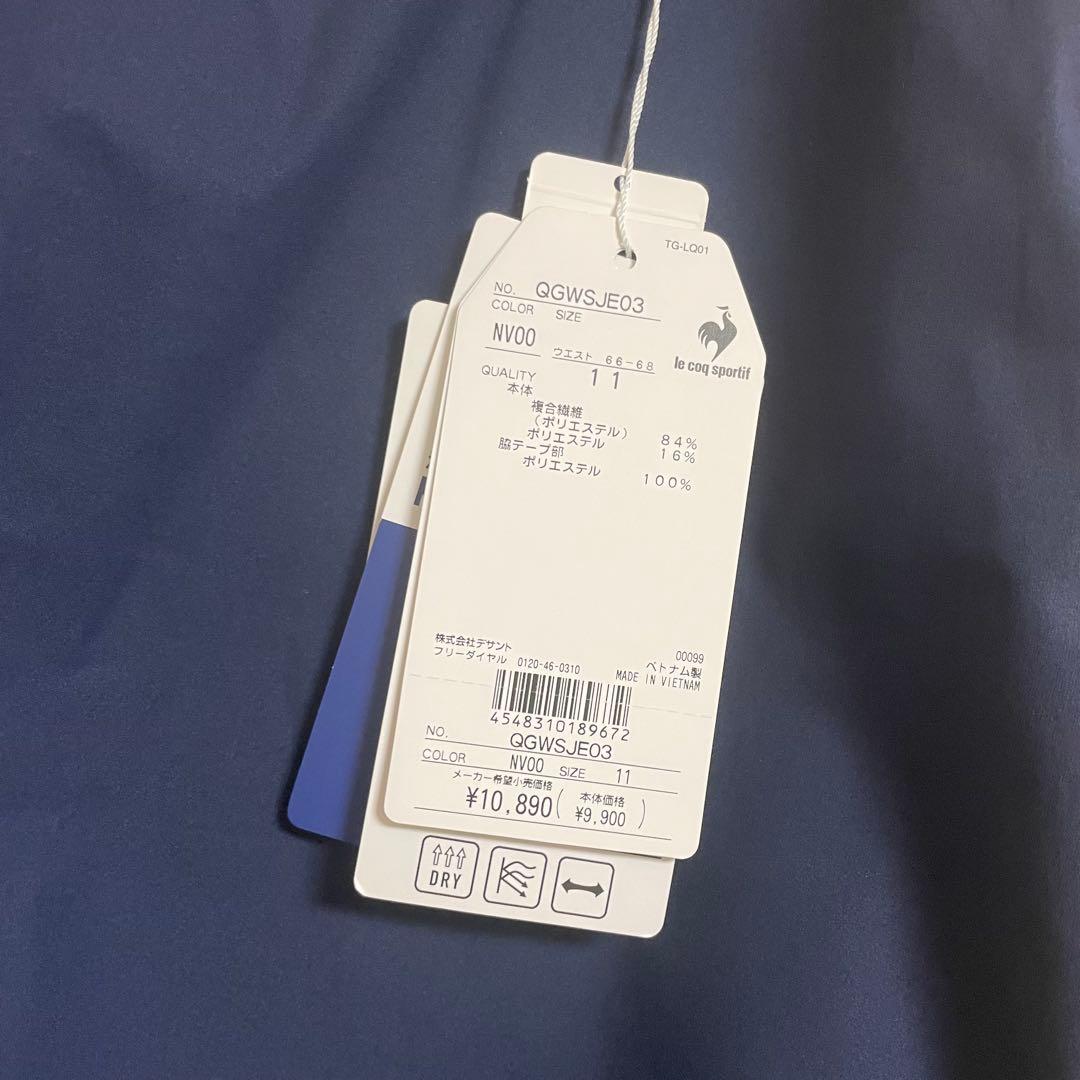 TG-LQ01
NO. QGWSJE03
COLOR SIZE
NV00 ウエスト 66-68
11
le coq sportif
QUALITY
本体
複合繊維
(ポリエステル) 84%
ポリエステル 16%
脇テープ部
ポリエステル 100%
株式会社デサント 00099
フリーダイヤル 0120-46-0310 ベトナム製
MADE IN VIETNAM
4548310189672
NO. QGWSJE03
COLOR NV00 SIZE 11
メーカー希望小売価格
¥10,890( 本体価格 ¥9,900 )
DRY